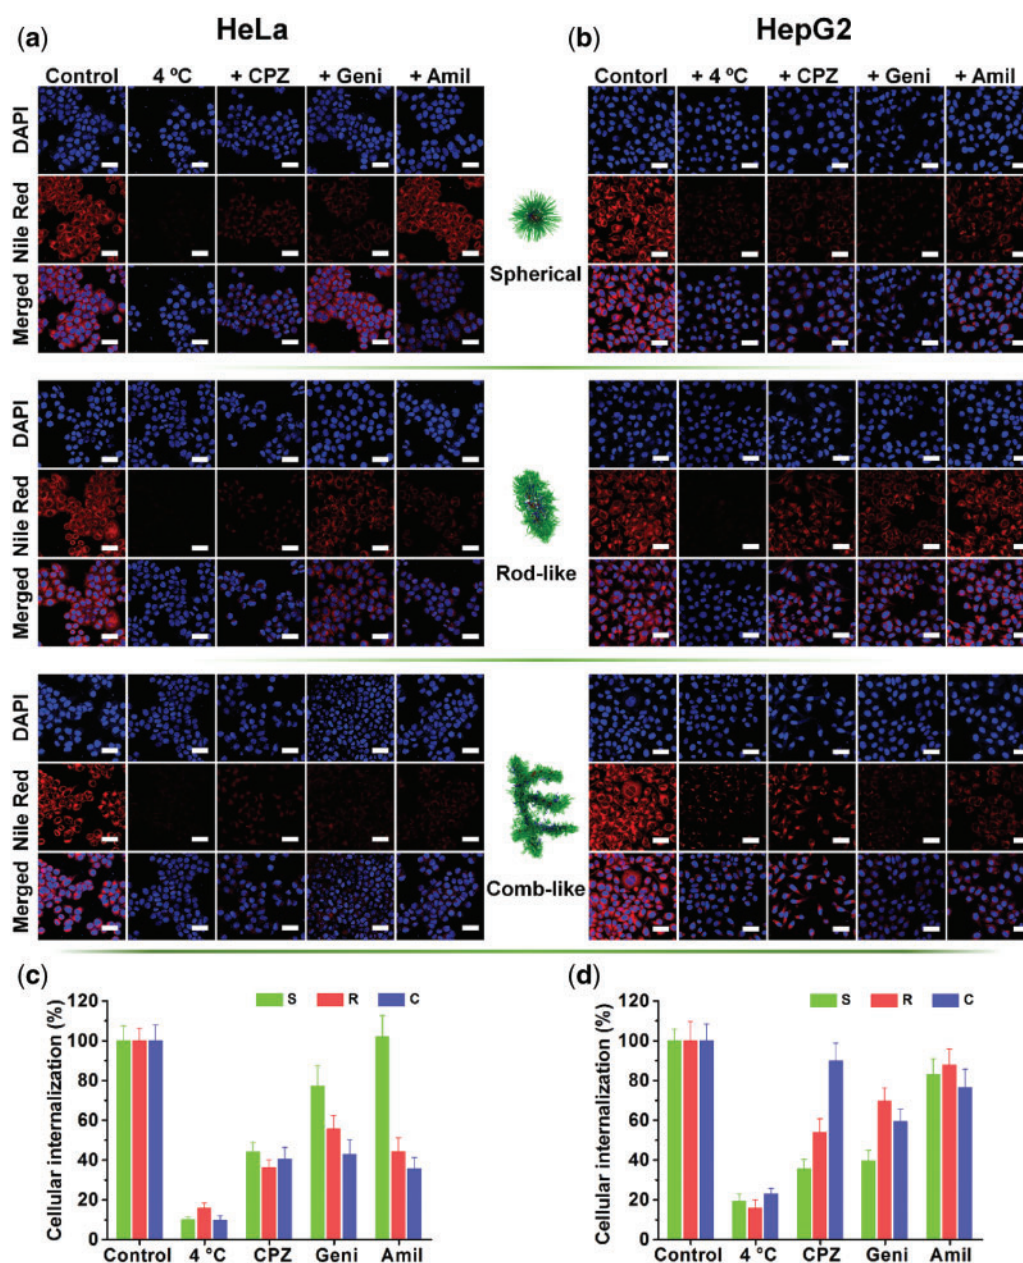 HeLa
HepG2
(a)
(b)
Control 4 ºC + CPZ + Geni + Amil
Contorl + 4 ºC + CPZ + Geni + Amil
DAPI
Nile Red
Merged
Spherical
DAPI
Nile Red
Merged
Rod-like
DAPI
Nile Red
Merged
Comb-like
(c)
S R C
Cellular internalization (%)
120
100
80
60
40
20
0
Control 4 ºC CPZ Geni Amil
(d)
S R C
Cellular internalization (%)
120
100
80
60
40
20
0
Control 4 ºC CPZ Geni Amil